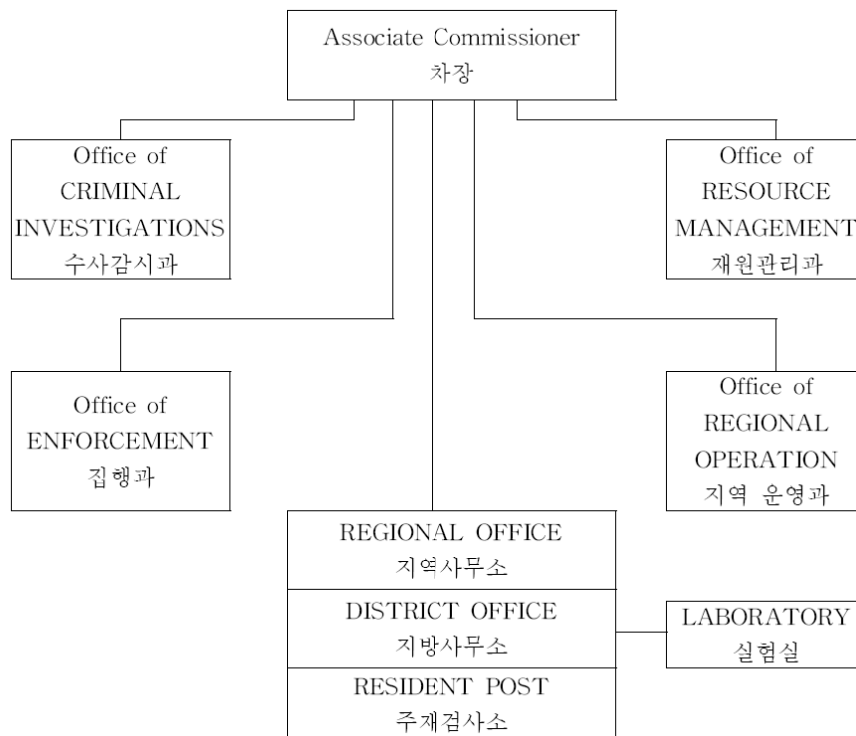 Associate Commissioner
차장
Office of
CRIMINAL
INVESTIGATIONS
수사감시과
Office of
RESOURCE
MANAGEMENT
재원관리과
Office of
ENFORCEMENT
집행과
Office of
REGIONAL
OPERATION
지역 운영과
REGIONAL OFFICE
지역사무소
DISTRICT OFFICE
지방사무소
RESIDENT POST
주재검사소
LABORATORY
실험실